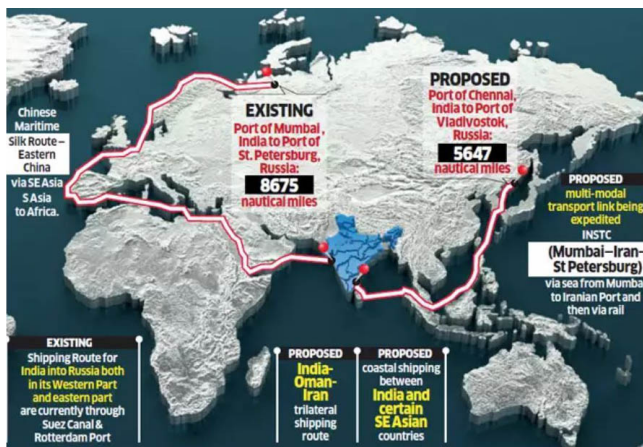 Chinese
Maritime
Silk Route–
Eastern
China
via SE Asia
S Asia
to Africa.
EXISTING
Port of Mumbai,
India to Port of
St. Petersburg,
Russia:
8675
nautical miles
PROPOSED
Port of Chennai,
India to Port of
Vladivostok,
Russia:
5647
nautical miles
PROPOSED
multi-modal
transport link being
expedited
INSTC
(Mumbai–Iran–
St Petersburg)
via sea from Mumbai
to Iranian Port and
then via rail
EXISTING
Shipping Route for
India into Russia both
in its Western Part
and eastern part
are currently through
Suez Canal &
Rotterdam Port
PROPOSED
India-
Oman-
Iran
trilateral
shipping
route
PROPOSED
coastal shipping
between
India and
certain
SE Asian
countries